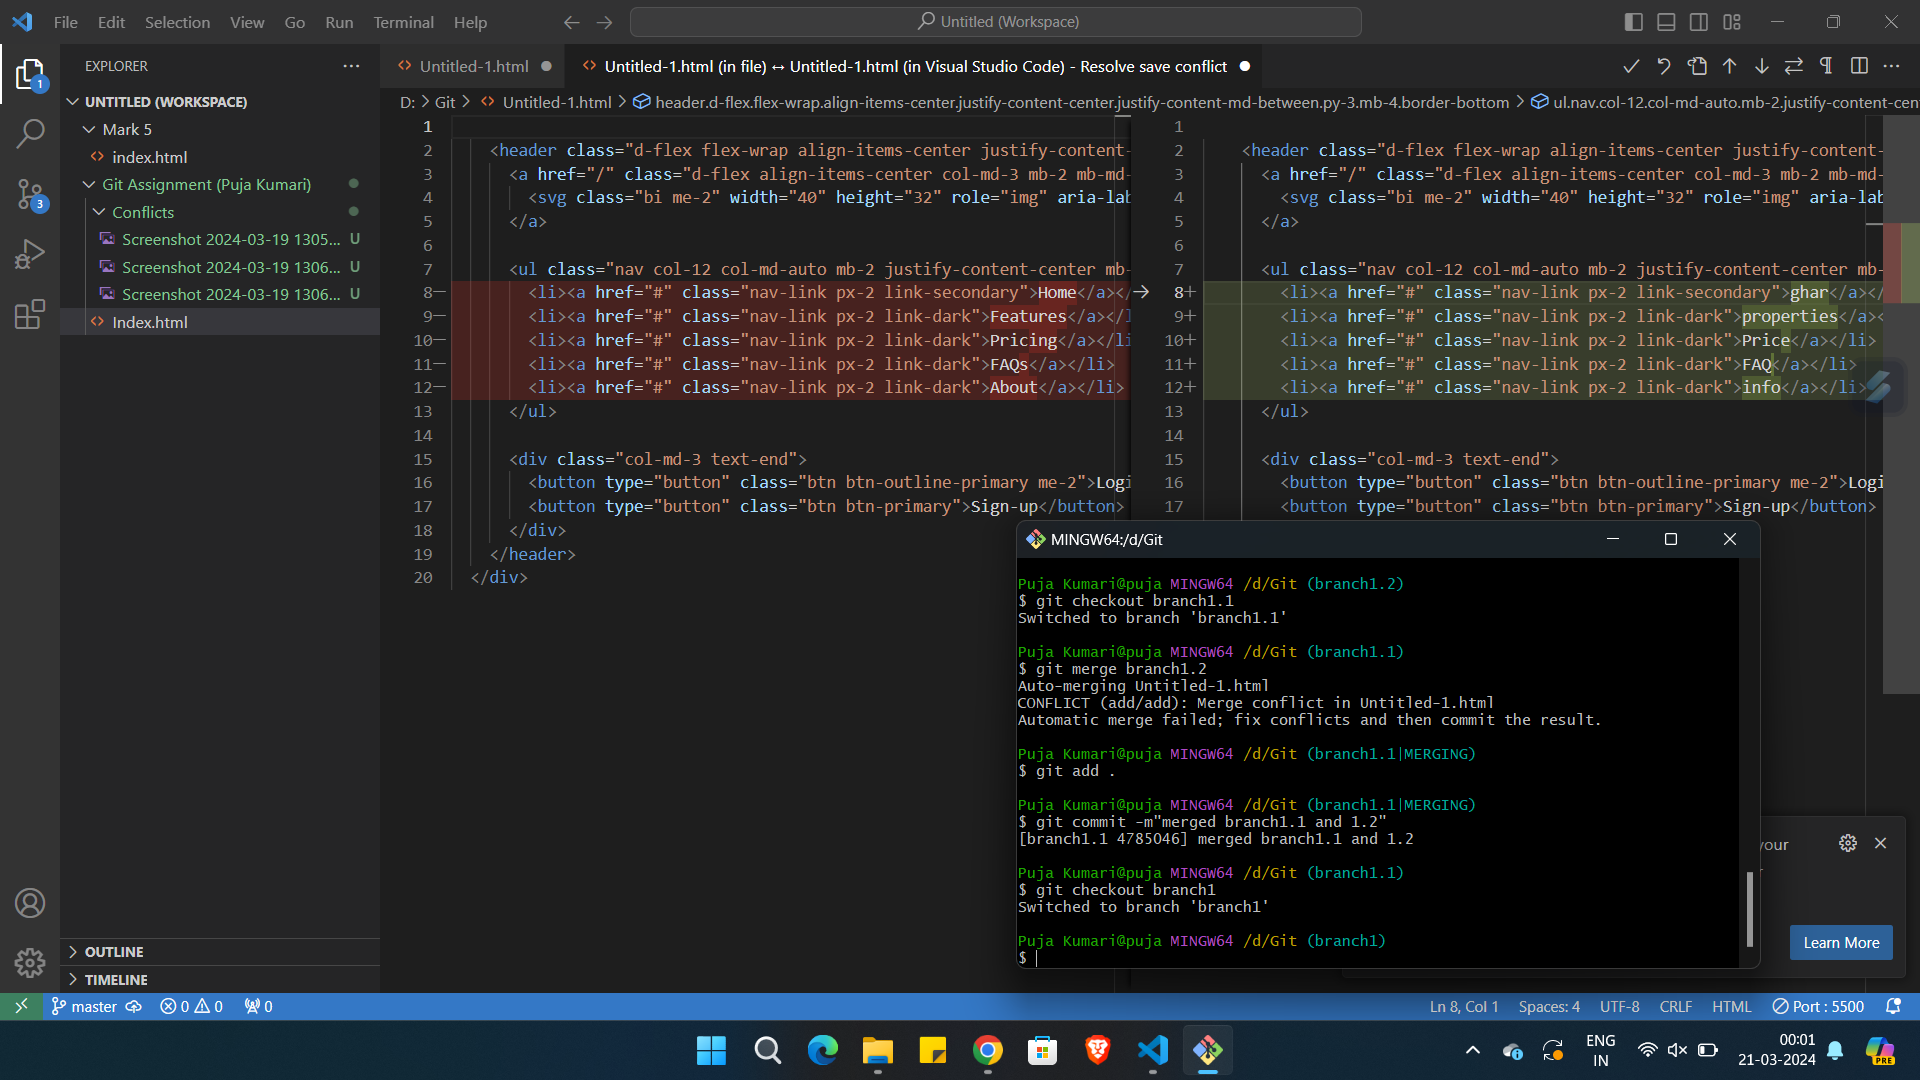 File Edit Selection View Go Run Terminal Help
Untitled (Workspace)
EXPLORER
1
UNTITLED (WORKSPACE)
Mark 5
index.html
Git Assignment (Puja Kumari)
Conflicts
Screenshot 2024-03-19 1305... U
Screenshot 2024-03-19 1306... U
Screenshot 2024-03-19 1306... U
Index.html
3
OUTLINE
TIMELINE
Untitled-1.html
Untitled-1.html (in file) ↔ Untitled-1.html (in Visual Studio Code) - Resolve save conflict
D: > Git > Untitled-1.html > header.d-flex.flex-wrap.align-items-center.justify-content-center.justify-content-md-between.py-3.mb-4.border-bottom > ul.nav.col-12.col-md-auto.mb-2.justify-content-cen
1
2 <header class="d-flex flex-wrap align-items-center justify-content-
3 <a href="/" class="d-flex align-items-center col-md-3 mb-2 mb-md-
4 <svg class="bi me-2" width="40" height="32" role="img" aria-lab
5 </a>
6
7 <ul class="nav col-12 col-md-auto mb-2 justify-content-center mb-
8— <li><a href="#" class="nav-link px-2 link-secondary">Home</a></
9— <li><a href="#" class="nav-link px-2 link-dark">Features</a></l
10— <li><a href="#" class="nav-link px-2 link-dark">Pricing</a></li
11— <li><a href="#" class="nav-link px-2 link-dark">FAQs</a></li>
12— <li><a href="#" class="nav-link px-2 link-dark">About</a></li>
13 </ul>
14
15 <div class="col-md-3 text-end">
16 <button type="button" class="btn btn-outline-primary me-2">Logi
17 <button type="button" class="btn btn-primary">Sign-up</button>
18 </div>
19 </header>
20 </div>
1
2 <header class="d-flex flex-wrap align-items-center justify-content-
3 <a href="/" class="d-flex align-items-center col-md-3 mb-2 mb-md-
4 <svg class="bi me-2" width="40" height="32" role="img" aria-lab
5 </a>
6
7 <ul class="nav col-12 col-md-auto mb-2 justify-content-center mb-
8+ <li><a href="#" class="nav-link px-2 link-secondary">ghar</a></
9+ <li><a href="#" class="nav-link px-2 link-dark">properties</a><
10+ <li><a href="#" class="nav-link px-2 link-dark">Price</a></li>
11+ <li><a href="#" class="nav-link px-2 link-dark">FAQ</a></li>
12+ <li><a href="#" class="nav-link px-2 link-dark">info</a></li>
13 </ul>
14
15 <div class="col-md-3 text-end">
16 <button type="button" class="btn btn-outline-primary me-2">Logi
17 <button type="button" class="btn btn-primary">Sign-up</button>
MINGW64:/d/Git
Puja Kumari@puja MINGW64 /d/Git (branch1.2)
$ git checkout branch1.1
Switched to branch 'branch1.1'
Puja Kumari@puja MINGW64 /d/Git (branch1.1)
$ git merge branch1.2
Auto-merging Untitled-1.html
CONFLICT (add/add): Merge conflict in Untitled-1.html
Automatic merge failed; fix conflicts and then commit the result.
Puja Kumari@puja MINGW64 /d/Git (branch1.1|MERGING)
$ git add .
Puja Kumari@puja MINGW64 /d/Git (branch1.1|MERGING)
$ git commit -m"merged branch1.1 and 1.2"
[branch1.1 4785046] merged branch1.1 and 1.2
Puja Kumari@puja MINGW64 /d/Git (branch1.1)
$ git checkout branch1
Switched to branch 'branch1'
Puja Kumari@puja MINGW64 /d/Git (branch1)
$
your
Learn More
master 0 0 0
Ln 8, Col 1 Spaces: 4 UTF-8 CRLF HTML Port : 5500
ENG
IN
00:01
21-03-2024
PRE